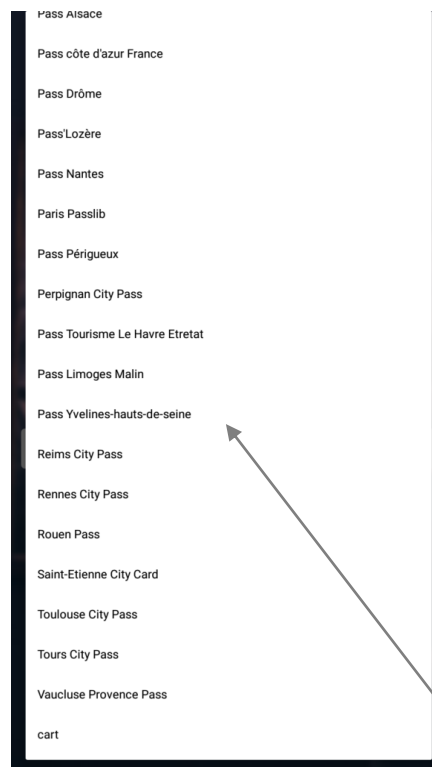 Pass Alsace
Pass côte d'azur France
Pass Drôme
Pass'Lozère
Pass Nantes
Paris Passlib
Pass Périgueux
Perpignan City Pass
Pass Tourisme Le Havre Etretat
Pass Limoges Malin
Pass Yvelines-hauts-de-seine
Reims City Pass
Rennes City Pass
Rouen Pass
Saint-Etienne City Card
Toulouse City Pass
Tours City Pass
Vaucluse Provence Pass
cart